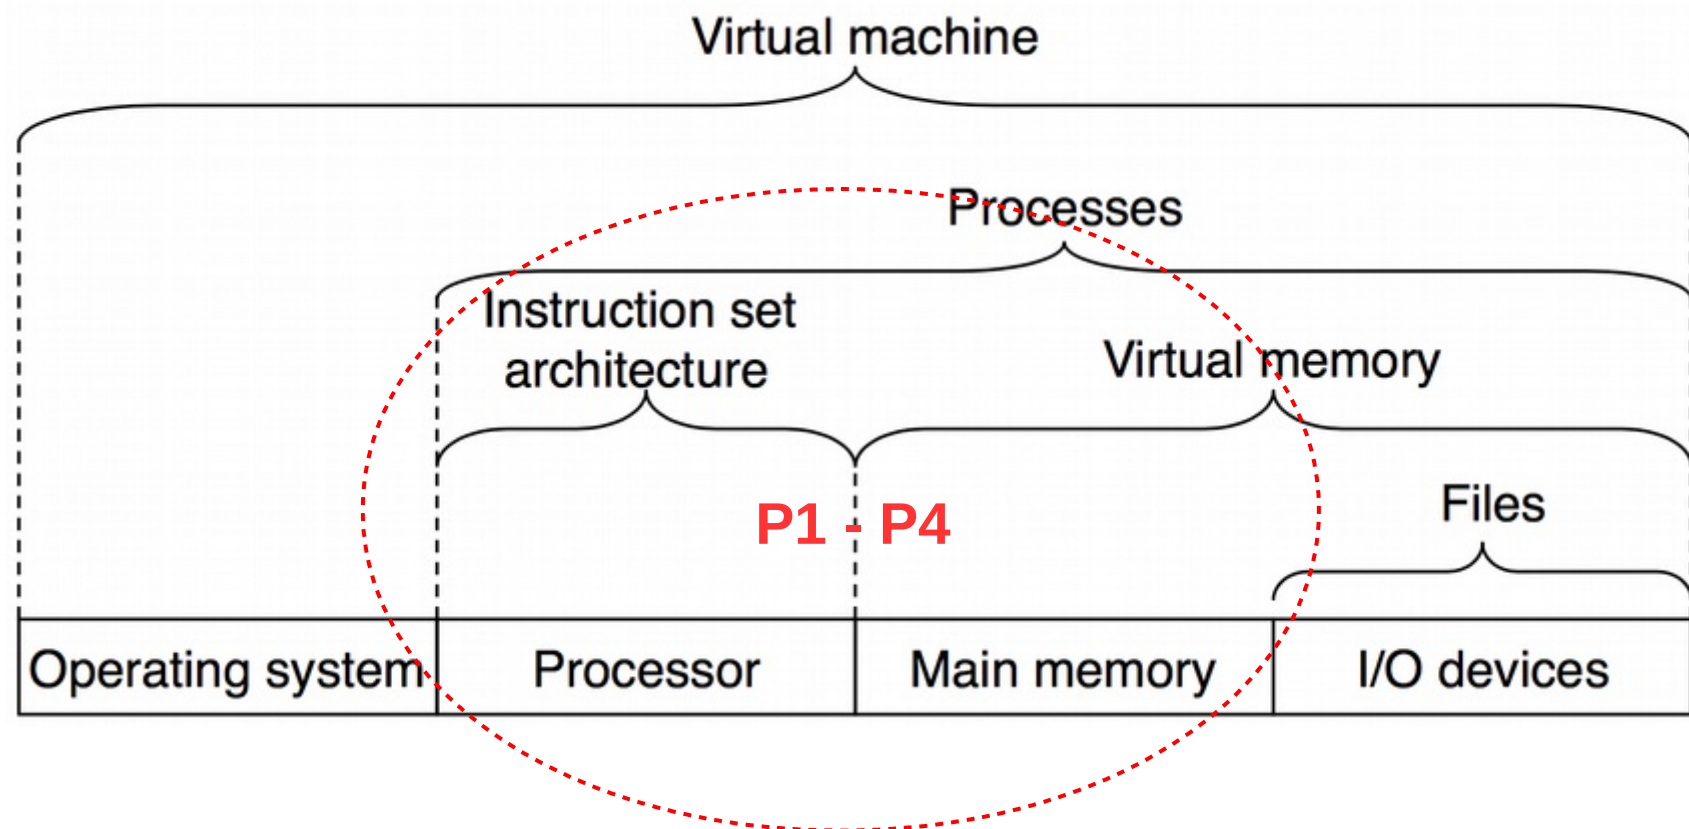 Virtual machine
Processes
Instruction set
architecture
Virtual memory
Files
P1 - P4
Operating system
Processor
Main memory
I/O devices